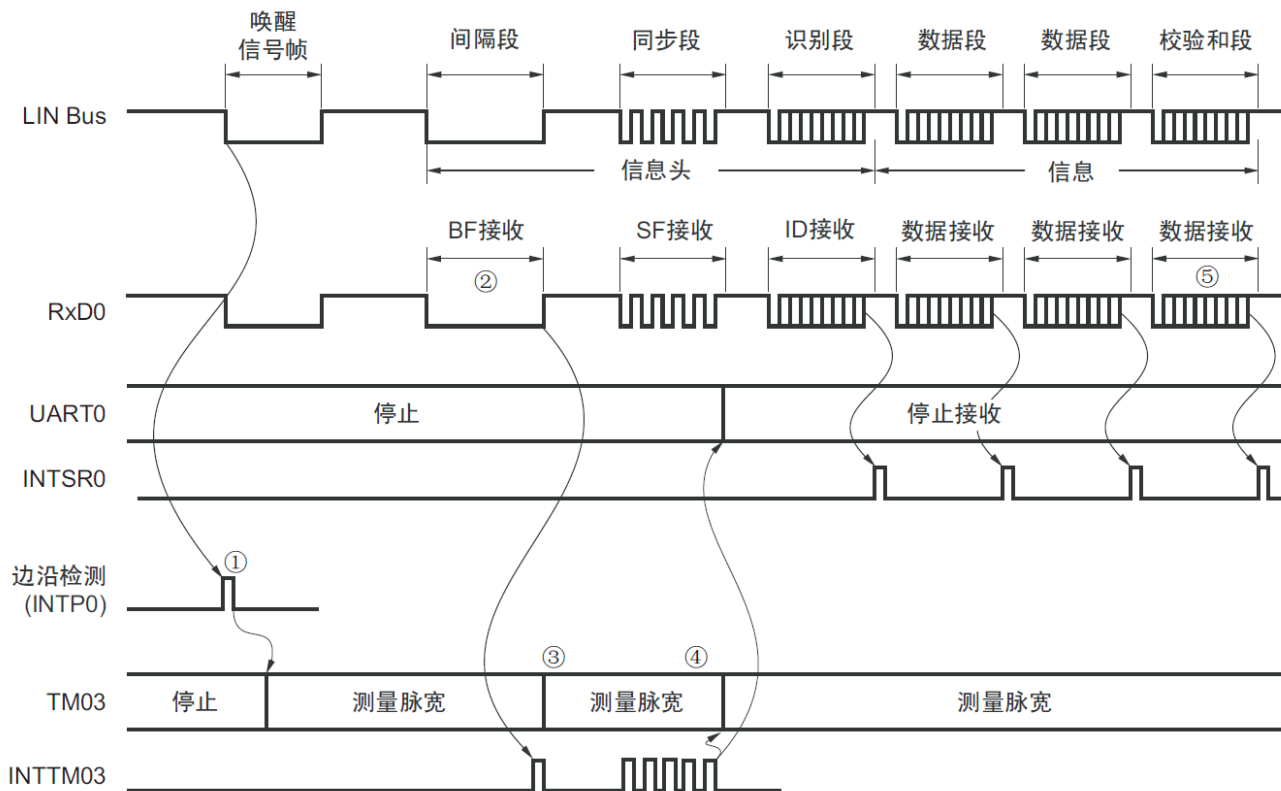 唤醒
信号帧
间隔段
同步段
识别段
数据段
数据段
校验和段
LIN Bus
信息头
信息
BF接收
SF接收
ID接收
数据接收
数据接收
数据接收
②
⑤
RxD0
UART0
停止
停止接收
INTSR0
①
边沿检测
(INTP0)
③
④
TM03
停止
测量脉宽
测量脉宽
测量脉宽
INTTM03